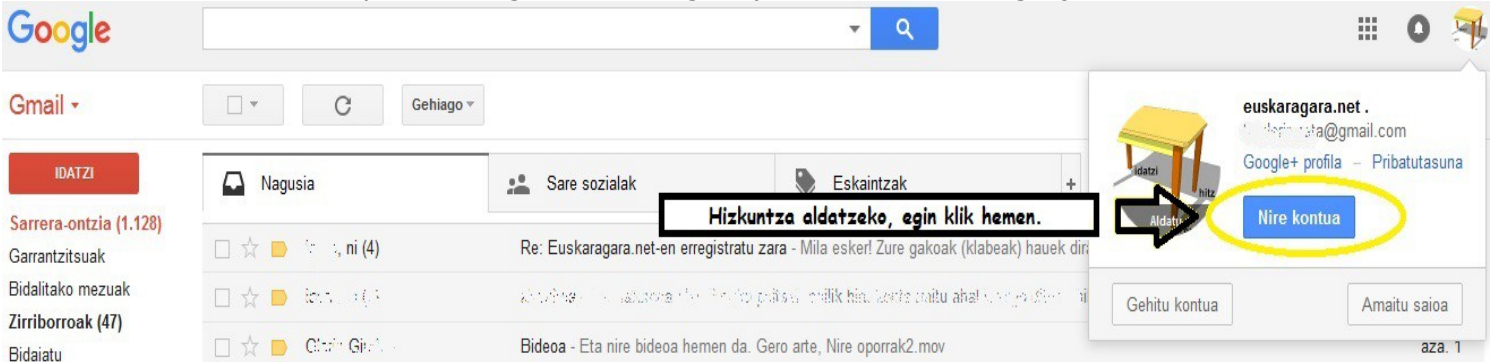 Google
Gmail
Gehiago
euskaragara.net .
a@gmail.com
Google+ profila – Pribatutasuna
idatzi
hitz
Aldatu
Nire kontua
Gehitu kontua
Amaitu saioa
IDATZI
Nagusia
Sare sozialak
Eskaintzak
+
Hizkuntza aldatzeko, egin klik hemen.
Sarrera-ontzia (1.128)
Garrantzitsuak
Bidalitako mezuak
Zirriborroak (47)
Bidaiatu
, ni (4)
Re: Euskaragara.net-en erregistratu zara - Mila esker! Zure gakoak (klabeak) hauek dira
Bideoa - Eta nire bideoa hemen da. Gero arte, Nire oporrak2.mov
aza. 1